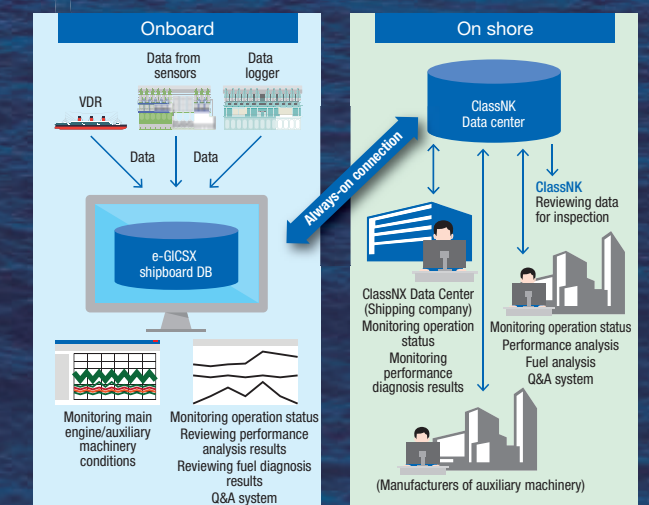 Onboard
Data from
sensors
Data
logger
VDR
Data
Data
e-GICSX
shipboard DB
Monitoring main
engine/auxiliary
machinery
conditions
Monitoring operation status
Reviewing performance
analysis results
Reviewing fuel diagnosis
results
Q&A system
Always-on connection
On shore
ClassNK
Data center
ClassNK
Reviewing data
for inspection
ClassNX Data Center
(Shipping company)
Monitoring operation
status
Monitoring
performance
diagnosis results
Monitoring operation status
Performance analysis
Fuel analysis
Q&A system
(Manufacturers of auxiliary machinery)